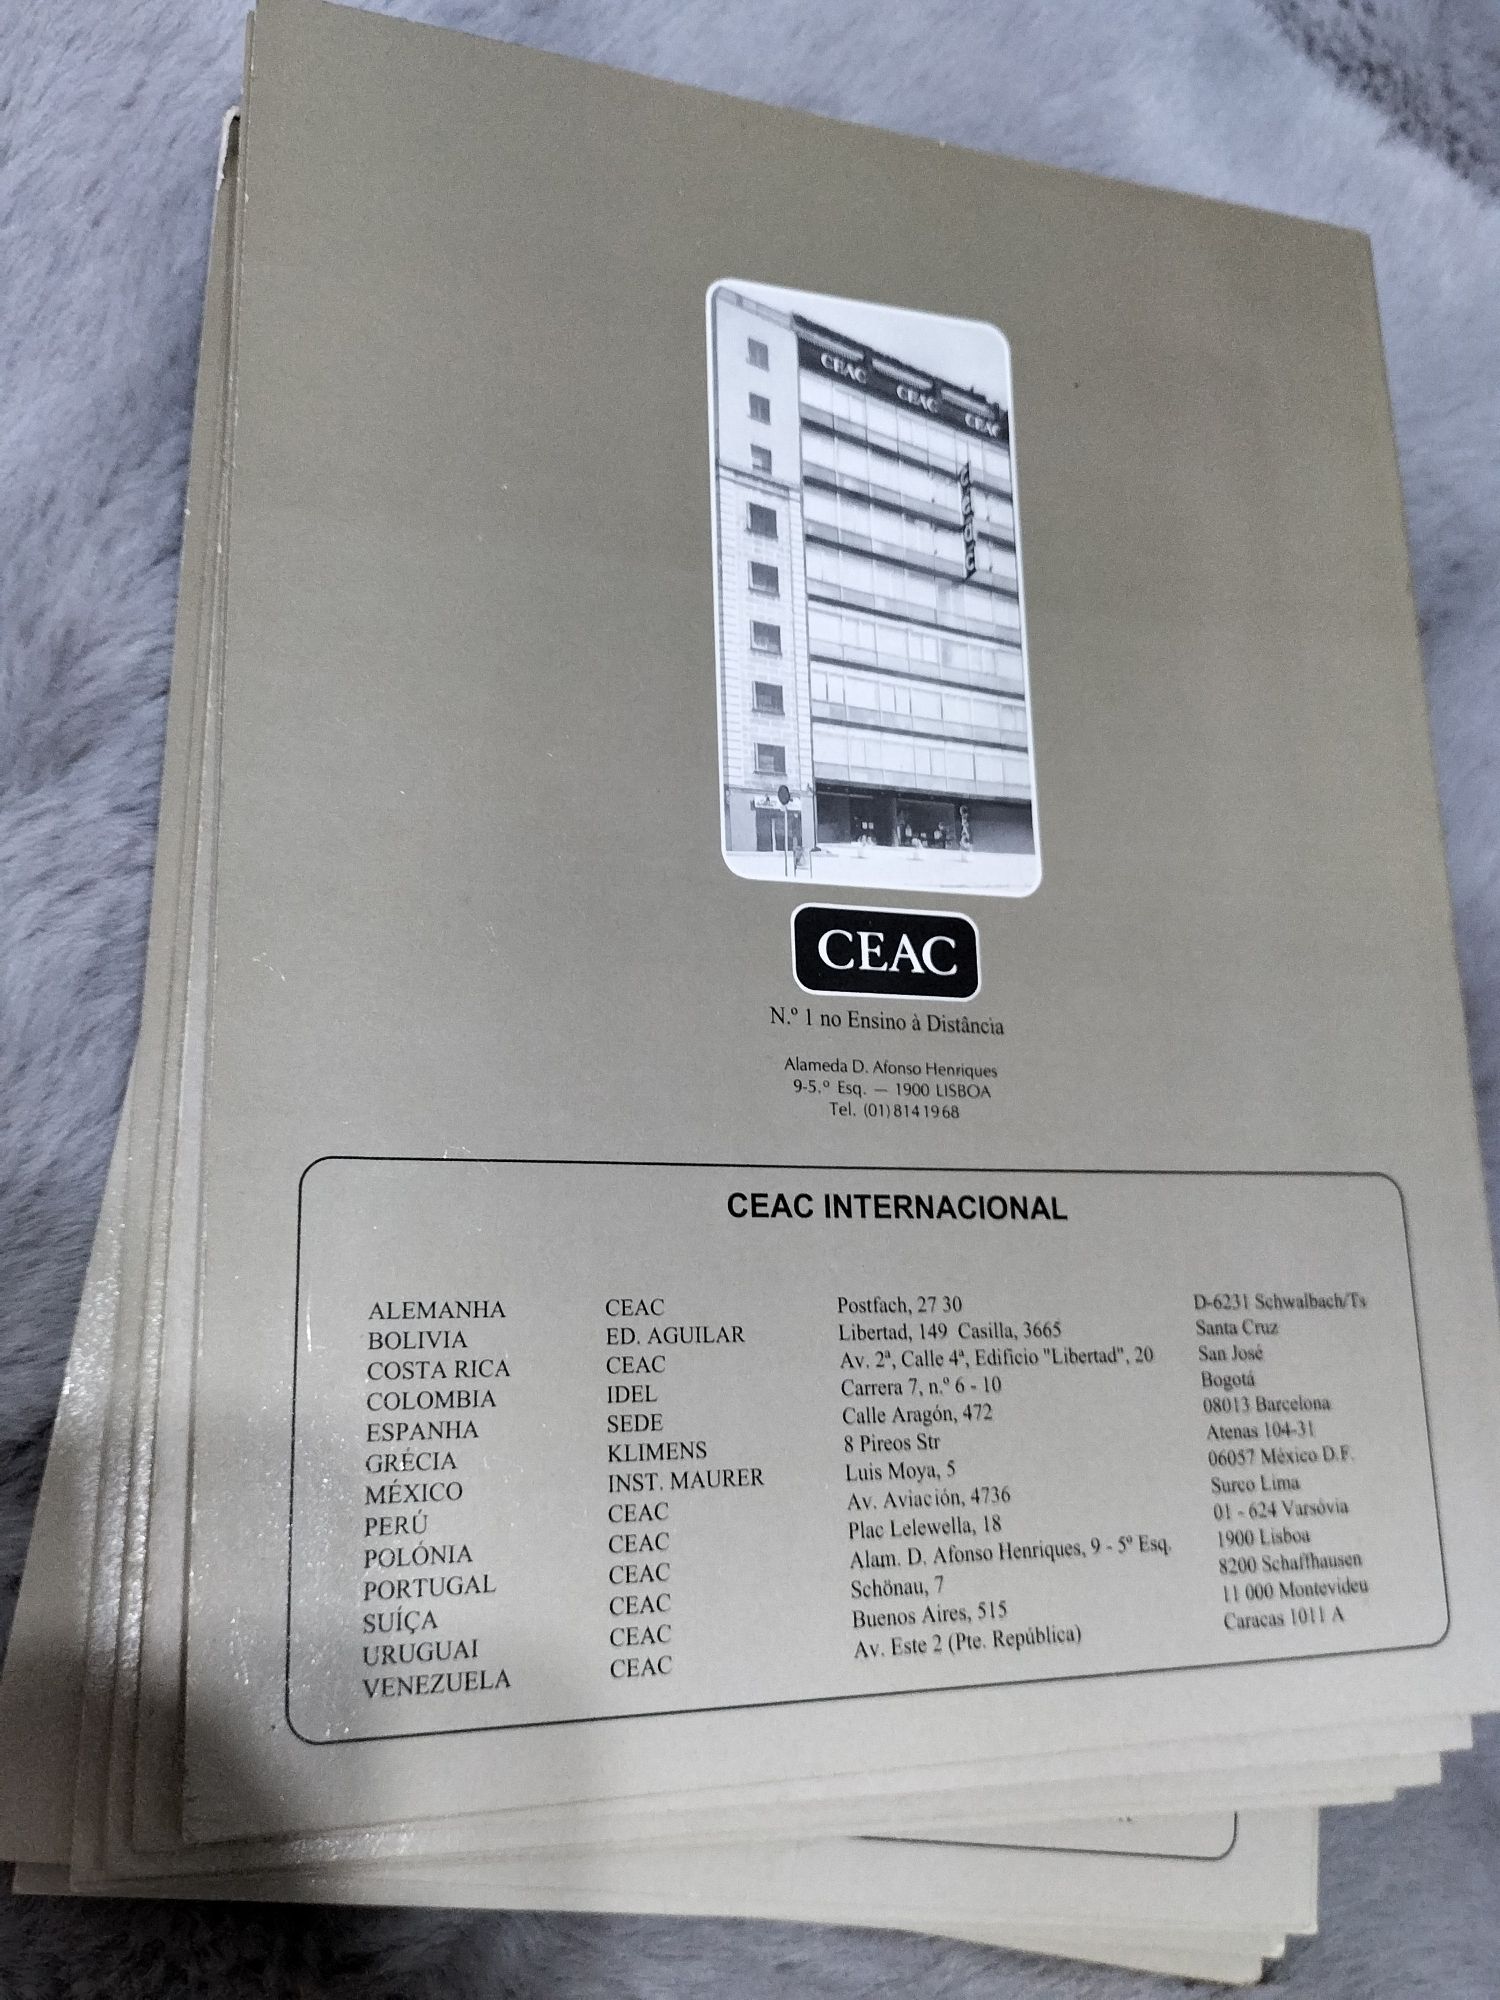 CEAC
CEAC
CEAC
CEAC
CEAC
CEAC
N.º 1 no Ensino à Distância
Alameda D. Afonso Henriques
9-5.º Esq. — 1900 LISBOA
Tel. (01)8141968
CEAC INTERNACIONAL
ALEMANHA CEAC Postfach, 27 30 D-6231 Schwalbach/Ts
BOLIVIA ED. AGUILAR Libertad, 149 Casilla, 3665 Santa Cruz
COSTA RICA CEAC Av. 2ª, Calle 4ª, Edificio "Libertad", 20 San José
COLOMBIA IDEL Carrera 7, n.º 6 - 10 Bogotá
ESPANHA SEDE Calle Aragón, 472 08013 Barcelona
GRÉCIA KLIMENS 8 Pireos Str Atenas 104-31
MÉXICO INST. MAURER Luis Moya, 5 06057 México D.F.
PERÚ CEAC Av. Aviación, 4736 Surco Lima
POLÓNIA CEAC Plac Lelewella, 18 01 - 624 Varsòvia
PORTUGAL CEAC Alam. D. Afonso Henriques, 9 - 5º Esq. 1900 Lisboa
SUÍÇA CEAC Schönau, 7 8200 Schaffhausen
URUGUAI CEAC Buenos Aires, 515 11 000 Montevideu
VENEZUELA CEAC Av. Este 2 (Pte. República) Caracas 1011 A